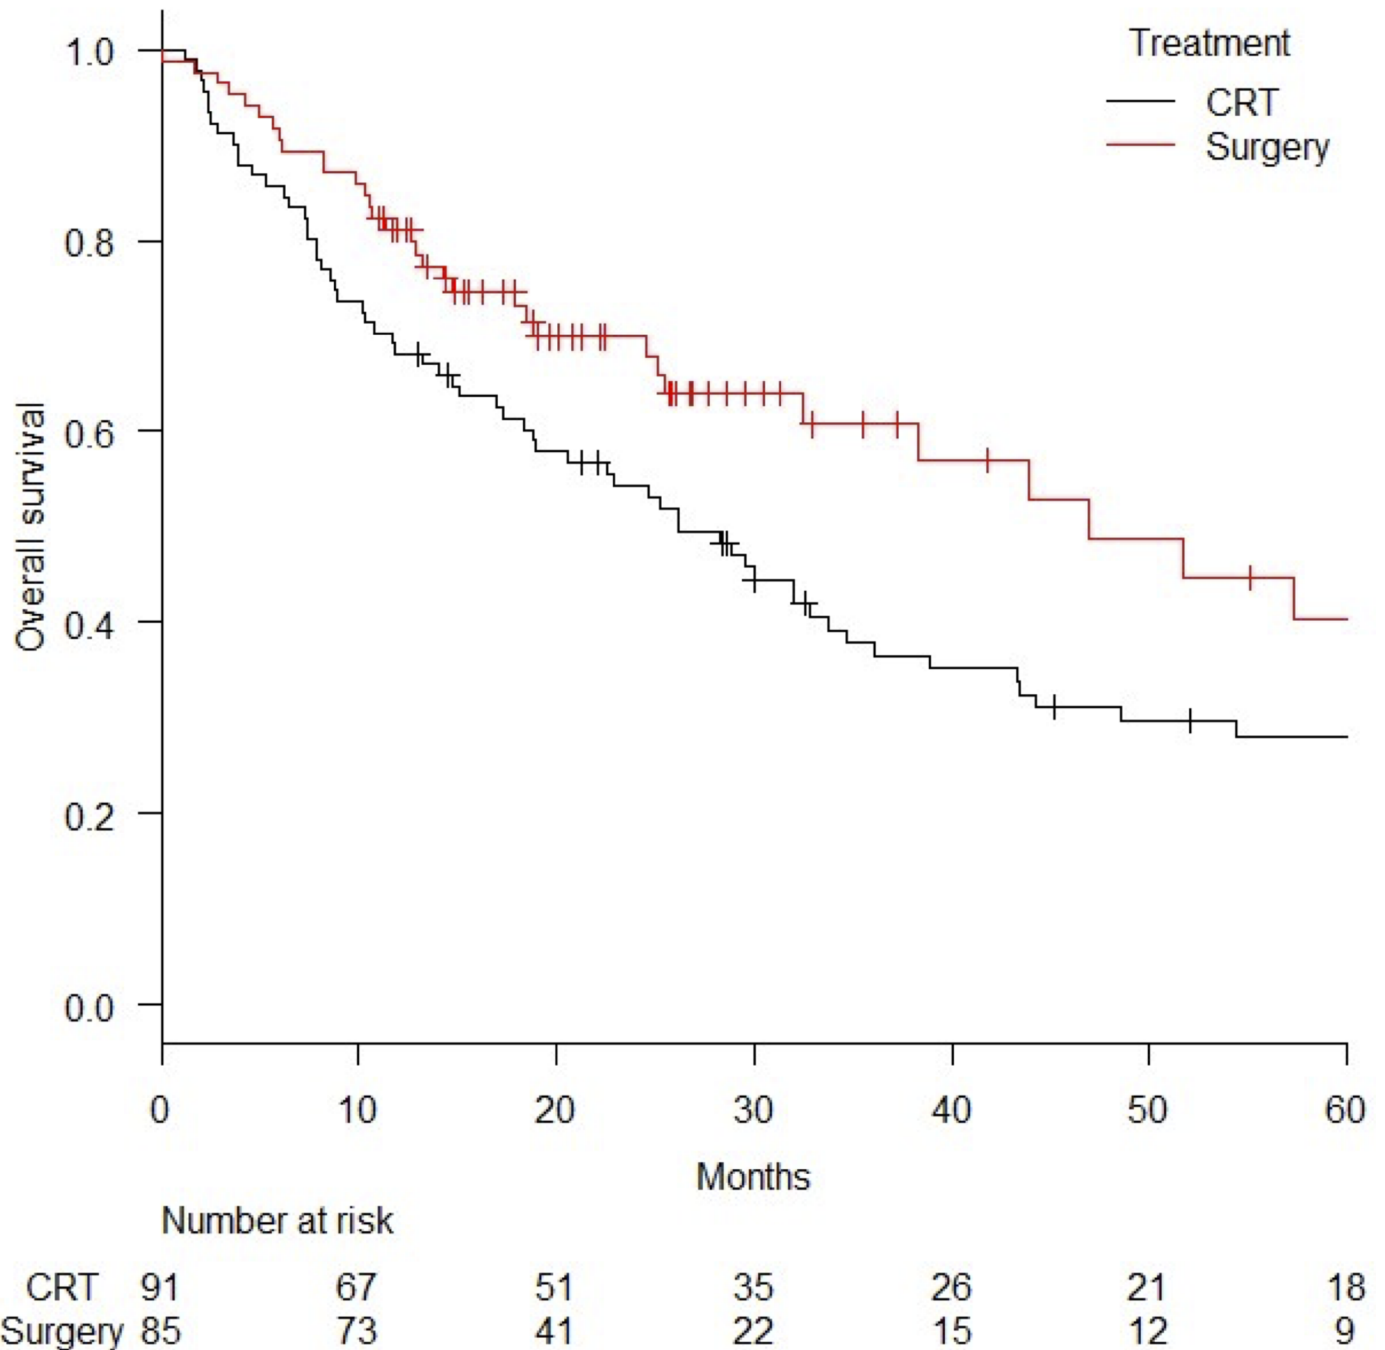 Treatment
CRT
Surgery
1.0
0.8
0.6
0.4
0.2
0.0
Overall survival
0 10 20 30 40 50 60
Months
Number at risk
CRT 91 67 51 35 26 21 18
Surgery 85 73 41 22 15 12 9